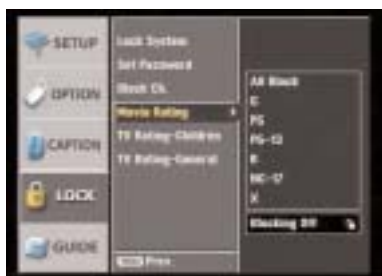 SETUP
OPTION
CAPTION
LOCK
GUIDE
Lock System
Set Password
Block Ch.
Movie Rating
TV Rating-Children
TV Rating-General
Prev.
All Block
G
PG
PG-13
R
NC-17
X
Blocking Off